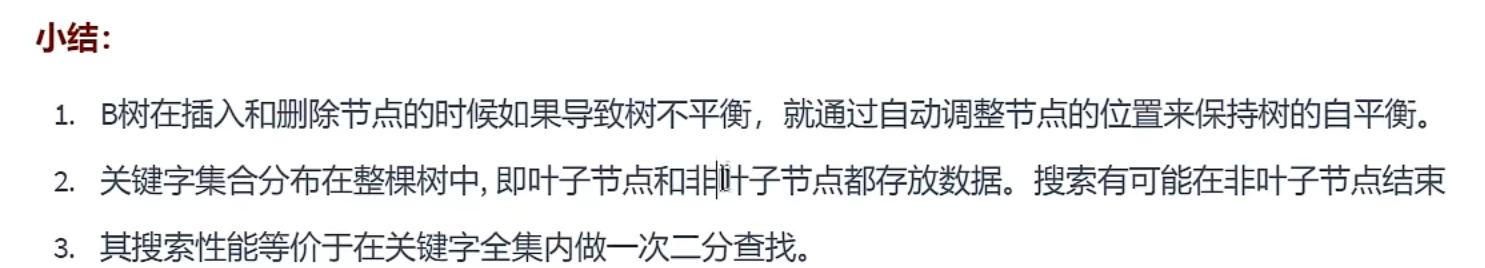 小结：
1. B树在插入和删除节点的时候如果导致树不平衡，就通过自动调整节点的位置来保持树的自平衡。
2. 关键字集合分布在整棵树中, 即叶子节点和非叶子节点都存放数据。搜索有可能在非叶子节点结束
3. 其搜索性能等价于在关键字全集内做一次二分查找。